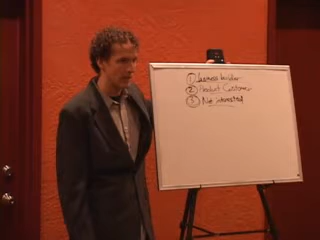 ① Business Builder
② Product Customer
③ Not Interested